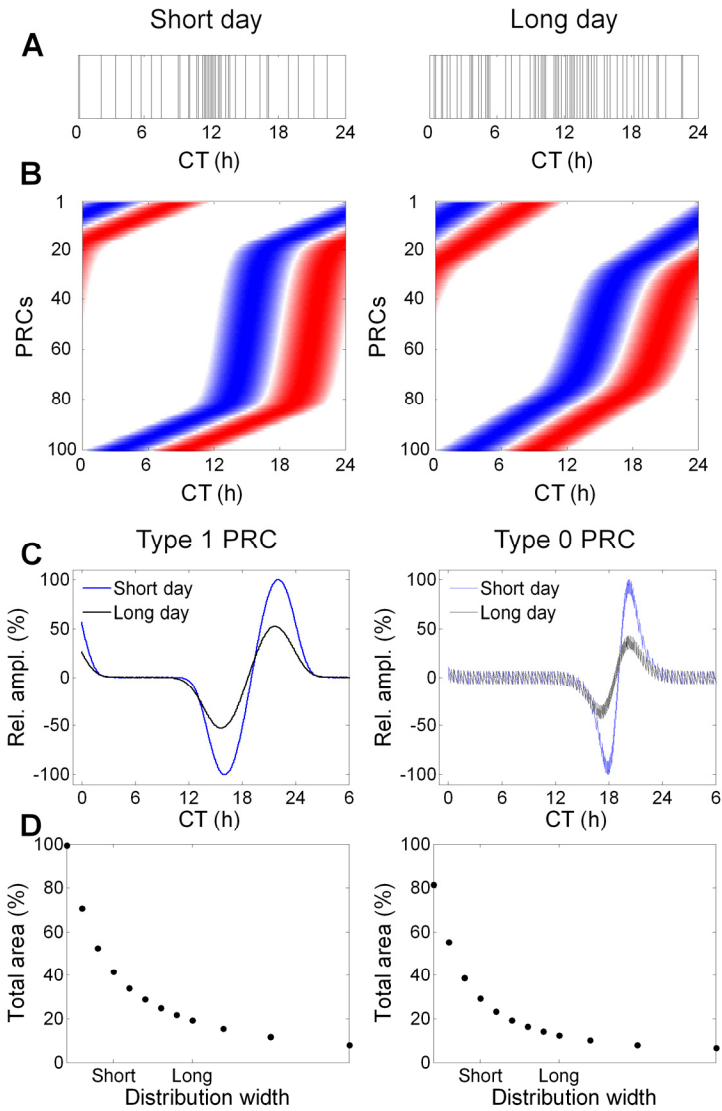 Short day
Long day
A
0 6 12 18 24
CT (h)
0 6 12 18 24
CT (h)
B
PRCs
1
20
40
60
80
100
0 6 12 18 24
CT (h)
PRCs
1
20
40
60
80
100
0 6 12 18 24
CT (h)
C
Type 1 PRC
Rel. ampl. (%)
100
50
0
-50
-100
Short day
Long day
0 6 12 18 24 6
CT (h)
Type 0 PRC
Rel. ampl. (%)
100
50
0
-50
-100
Short day
Long day
0 6 12 18 24 6
CT (h)
D
Total area (%)
100
80
60
40
20
0
Short Long
Distribution width
Total area (%)
100
80
60
40
20
0
Short Long
Distribution width